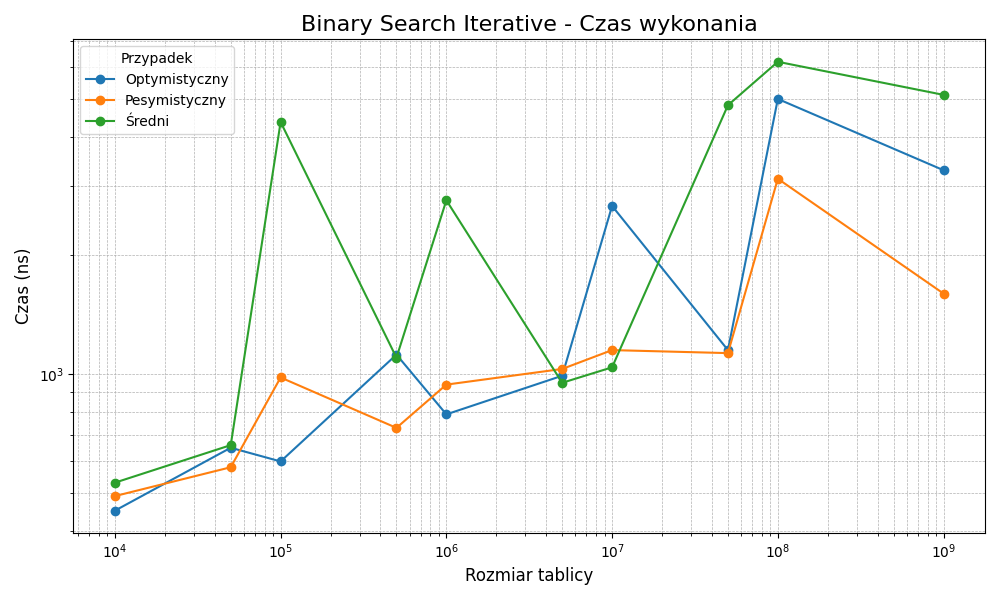 Binary Search Iterative - Czas wykonania
Przypadek
Optymistyczny
Pesymistyczny
Średni
Czas (ns)
10³
10⁴ 10⁵ 10⁶ 10⁷ 10⁸ 10⁹
Rozmiar tablicy